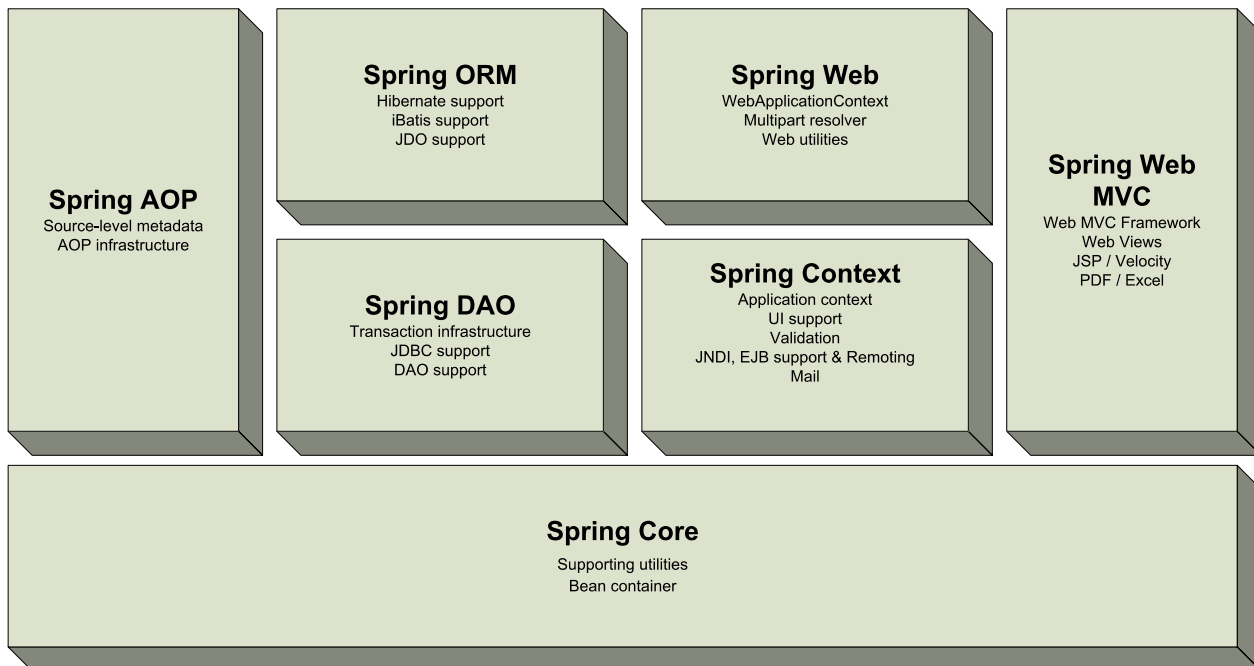 Spring AOP
Source-level metadata
AOP infrastructure
Spring ORM
Hibernate support
iBatis support
JDO support
Spring DAO
Transaction infrastructure
JDBC support
DAO support
Spring Web
WebApplicationContext
Multipart resolver
Web utilities
Spring Context
Application context
UI support
Validation
JNDI, EJB support & Remoting
Mail
Spring Web
MVC
Web MVC Framework
Web Views
JSP / Velocity
PDF / Excel
Spring Core
Supporting utilities
Bean container